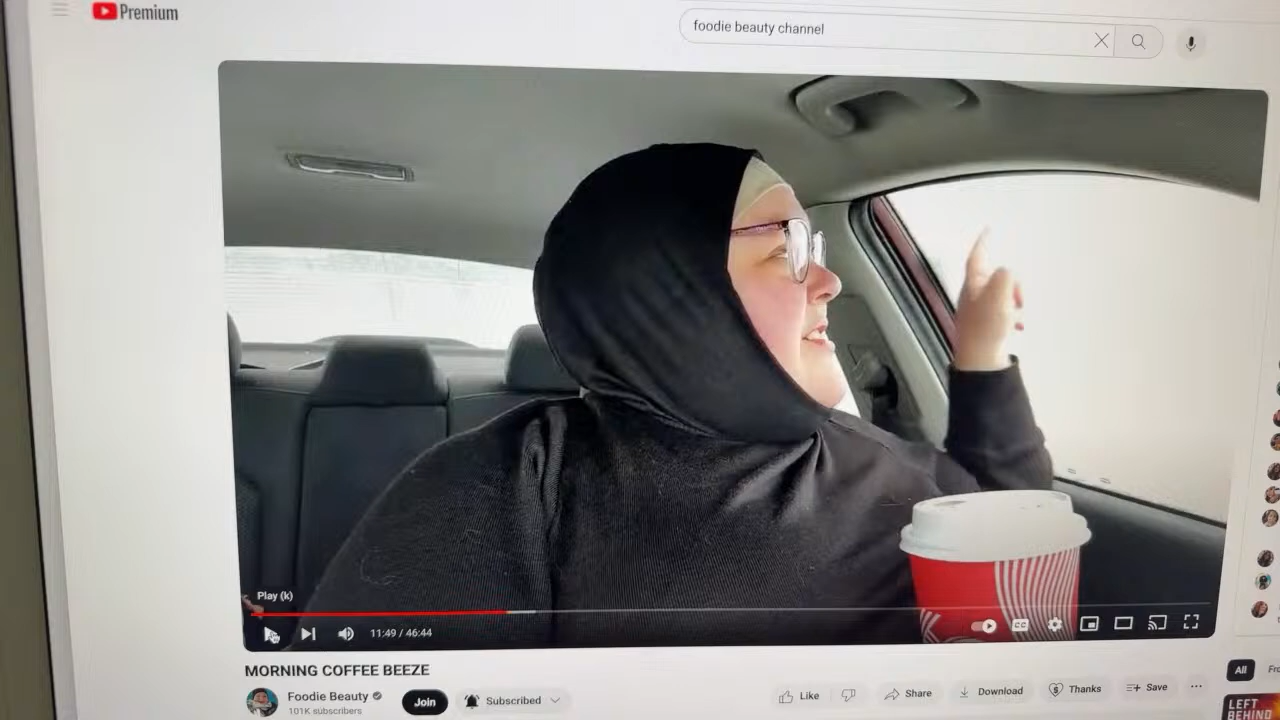 Premium
foodie beauty channel
Play (k)
11:49 / 46:44
CC
MORNING COFFEE BEEZE
Foodie Beauty
101K subscribers
Join
Subscribed
Like
Share
Download
Thanks
Save
All
LEFT
BEHIND